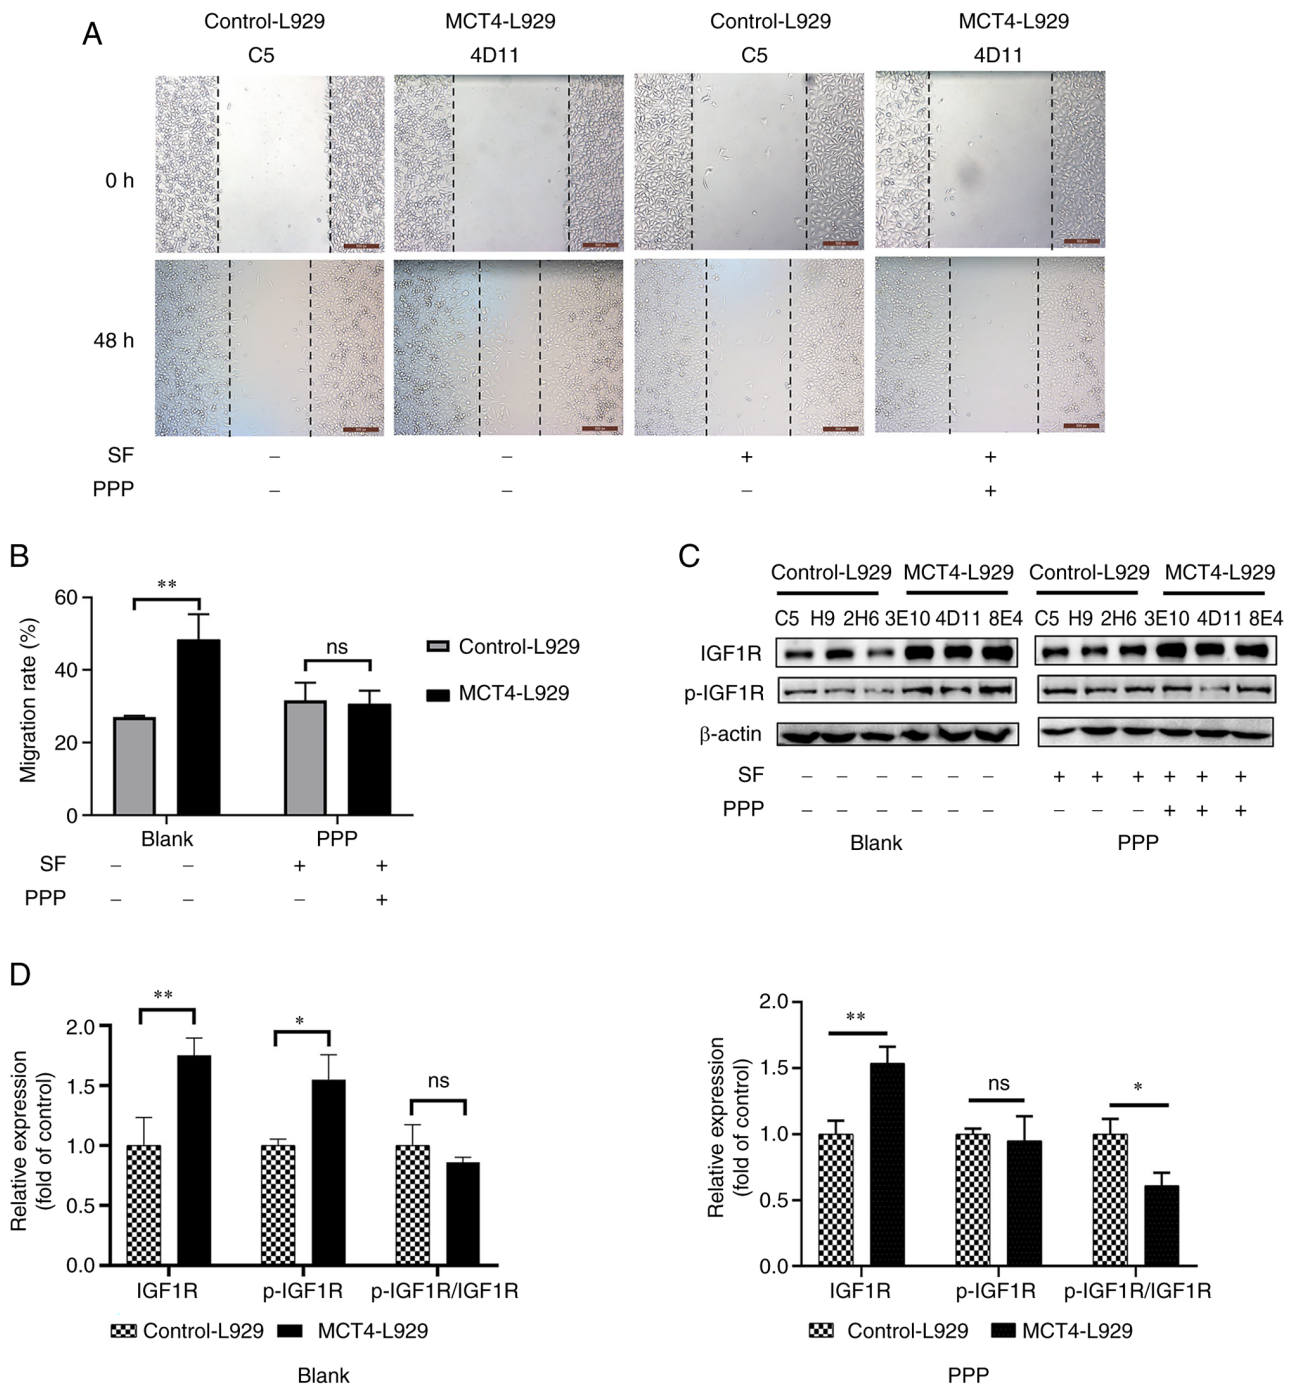 A
Control-L929 MCT4-L929 Control-L929 MCT4-L929
C5 4D11 C5 4D11
0 h
48 h
SF – – + +
PPP – – – +
B
**
ns
60
40
20
0
Migration rate (%)
Control-L929
MCT4-L929
Blank PPP
SF – – + +
PPP – – – +
C
Control-L929 MCT4-L929 Control-L929 MCT4-L929
C5 H9 2H6 3E10 4D11 8E4 C5 H9 2H6 3E10 4D11 8E4
IGF1R
p-IGF1R
β-actin
SF – – – – – – + + + + + +
PPP – – – – – – – – – + + +
Blank PPP
D
** * ns
2.0
1.5
1.0
0.5
0.0
Relative expression
(fold of control)
IGF1R p-IGF1R p-IGF1R/IGF1R
Control-L929 MCT4-L929
Blank
** ns *
2.0
1.5
1.0
0.5
0.0
Relative expression
(fold of control)
IGF1R p-IGF1R p-IGF1R/IGF1R
Control-L929 MCT4-L929
PPP